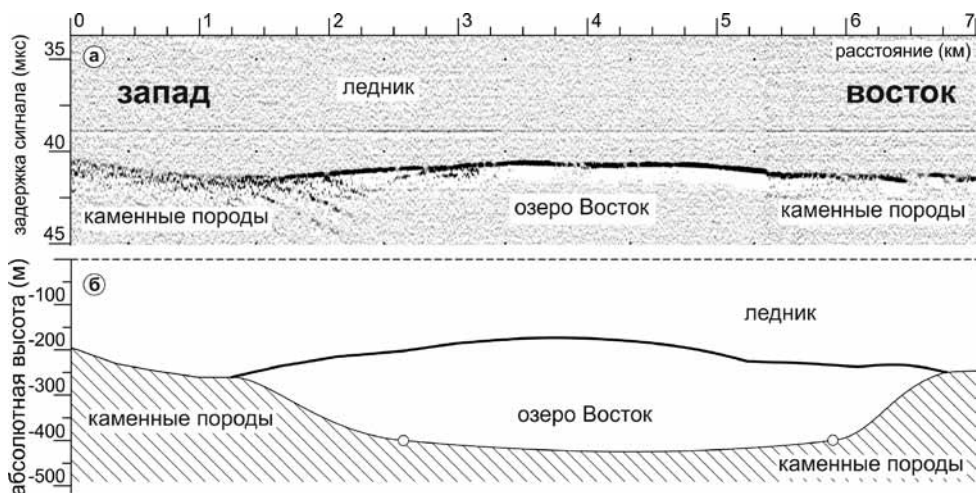 0 1 2 3 4 5 6 7
расстояние (км)
задержка сигнала (мкс)
35
40
45
а
запад
ледник
восток
каменные породы
озеро Восток
каменные породы
абсолютная высота (м)
-100
-200
-300
-400
-500
б
ледник
каменные породы
озеро Восток
каменные породы